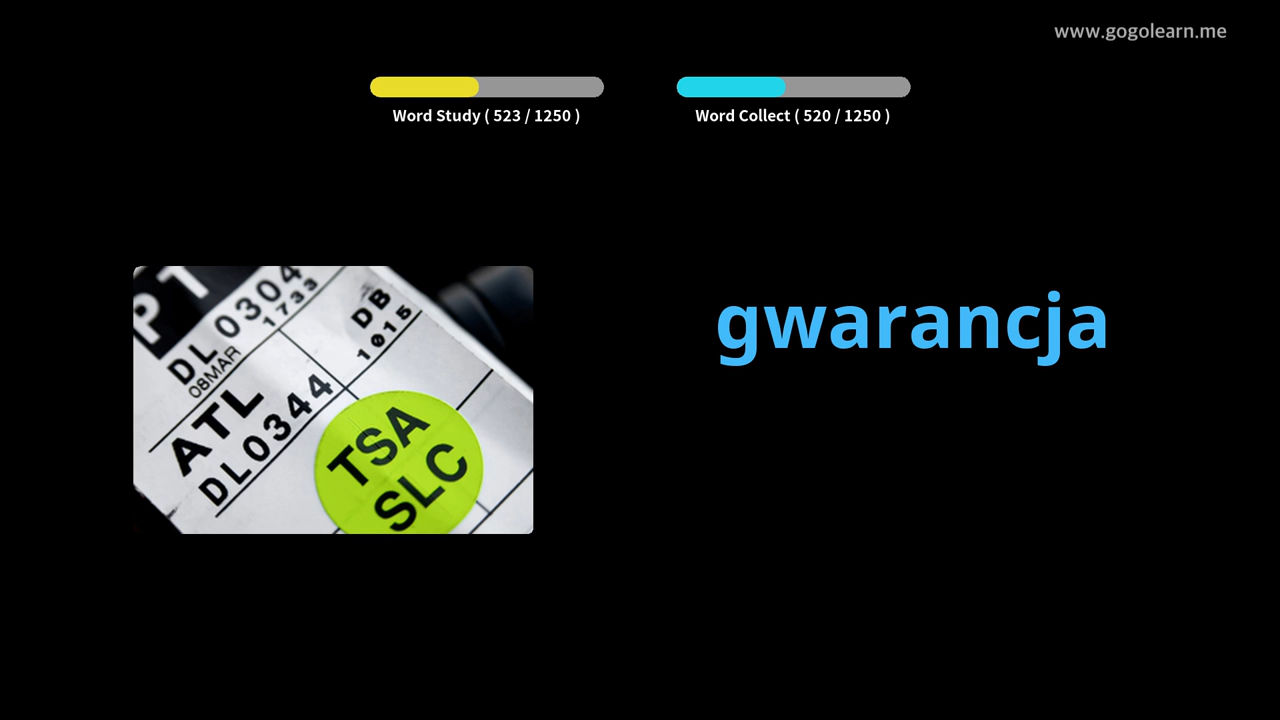 www.gogolearn.me
Word Study ( 523 / 1250 )
Word Collect ( 520 / 1250 )
gwarancja
P1
DL0304
1733
08MAR
DB
1015
ATL
DL0344
TSA
SLC